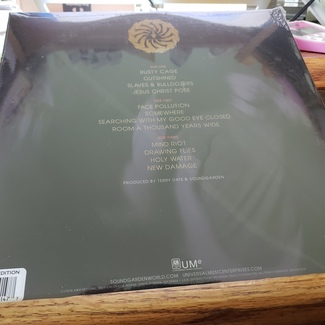 RUSTY CAGE
OUTSHINED
SLAVES & BULLDOZERS
JESUS CHRIST POSE
FACE POLLUTION
SOMEWHERE
SEARCHING WITH MY GOOD EYE CLOSED
ROOM A THOUSAND YEARS WIDE
MIND RIOT
DRAWING FLIES
HOLY WATER
NEW DAMAGE
PRODUCED BY TERRY DATE & SOUNDGARDEN
A&M UMe
SOUNDGARDENWORLD.COM
EDITION